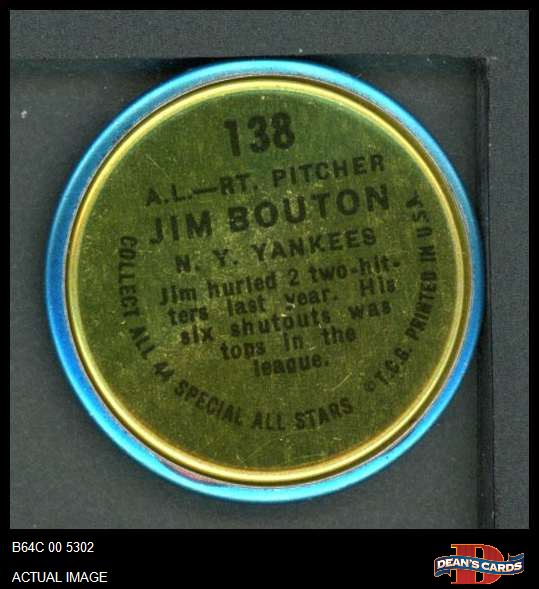 138
A.L.—RT. PITCHER
JIM BOUTON
N. Y. YANKEES
Jim hurled 2 two-hit-
ters last year. His
six shutouts was
tops in the
league.
COLLECT ALL 44 SPECIAL ALL STARS
©T.C.G. PRINTED IN U S A
B64C 00 5302
ACTUAL IMAGE
D
DEAN'S CARDS